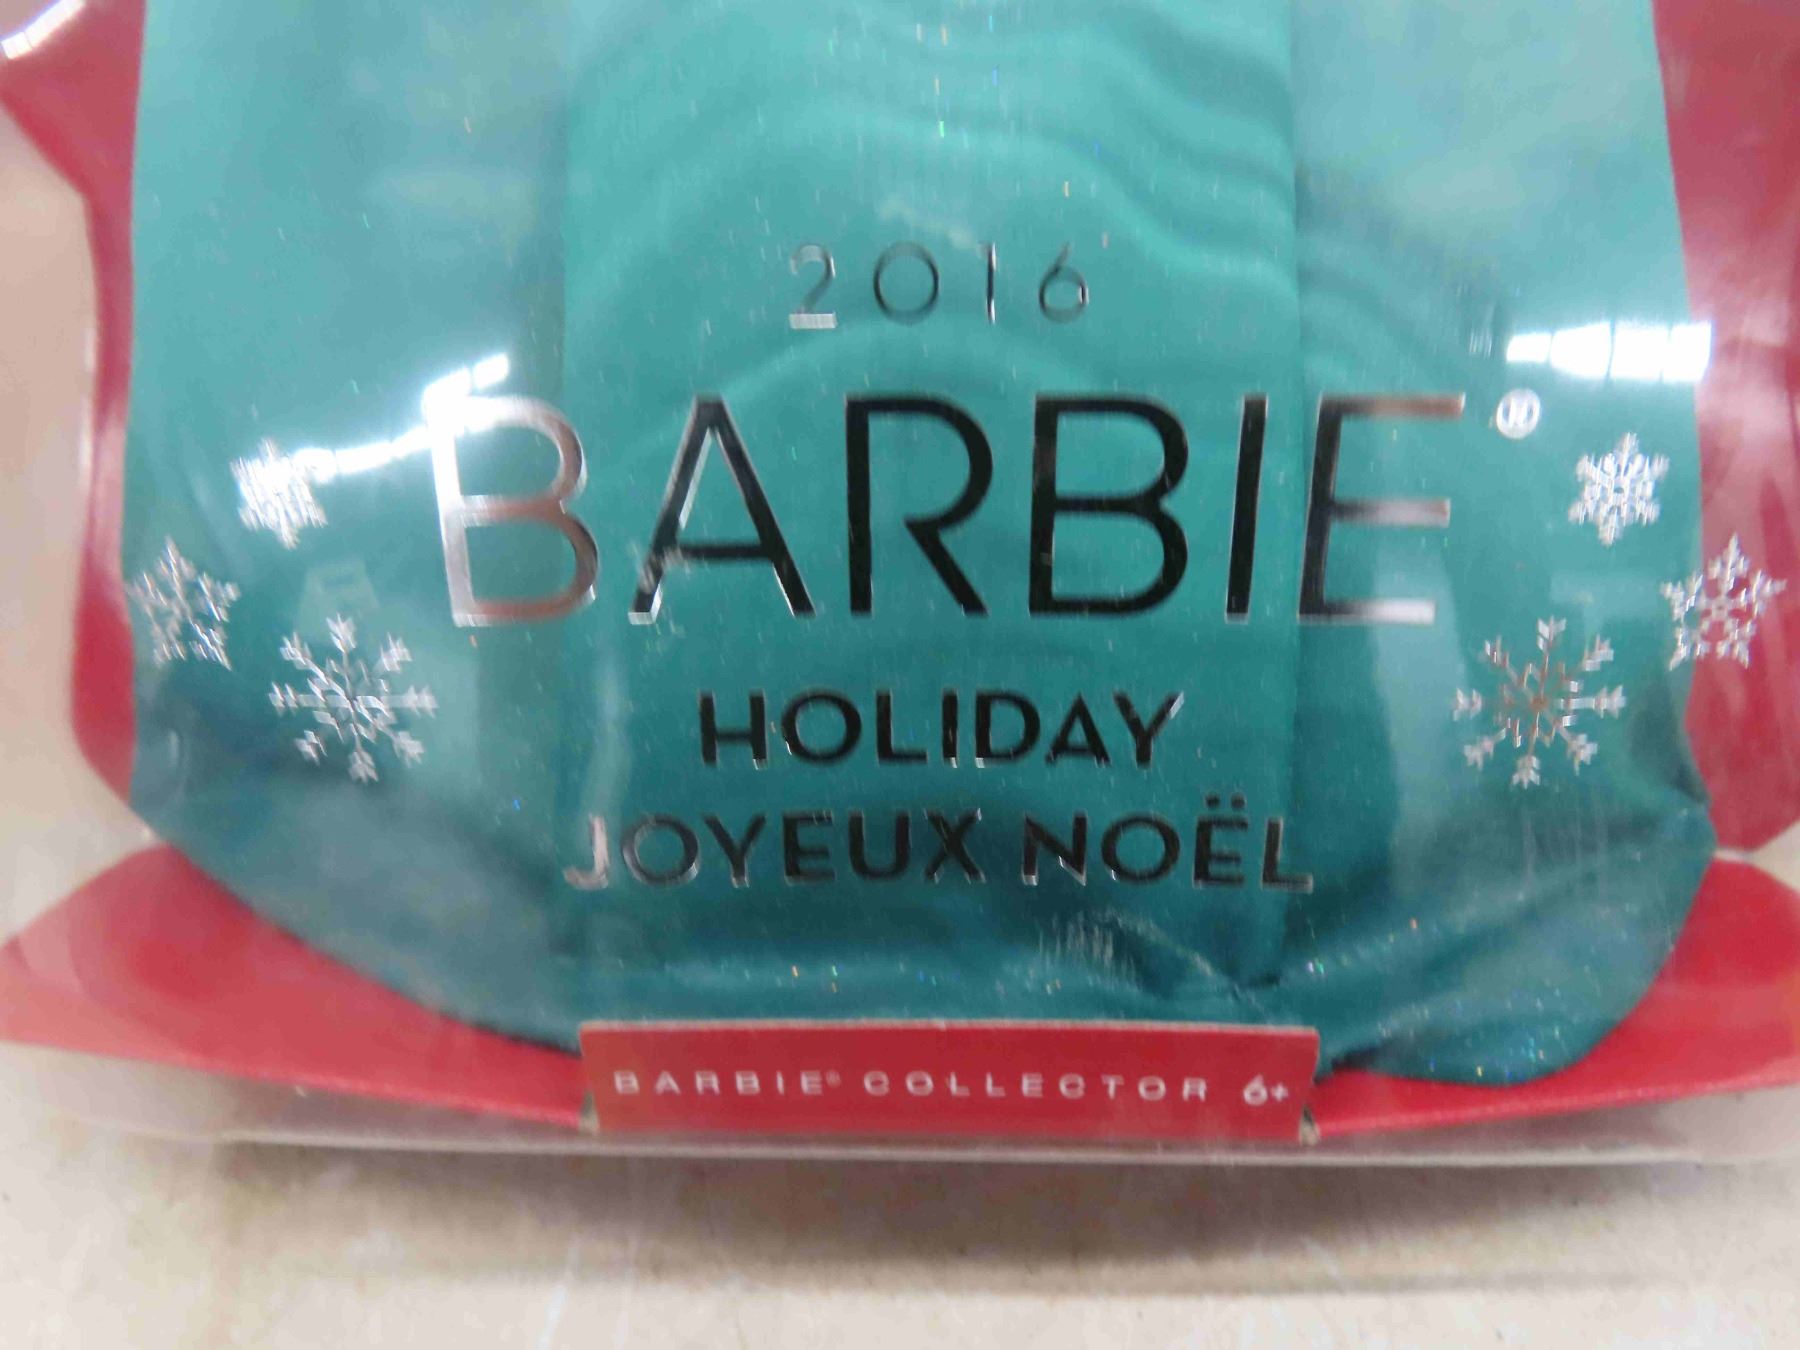 2016
BARBIE®
HOLIDAY
JOYEUX NOËL
BARBIE® COLLECTOR 6+